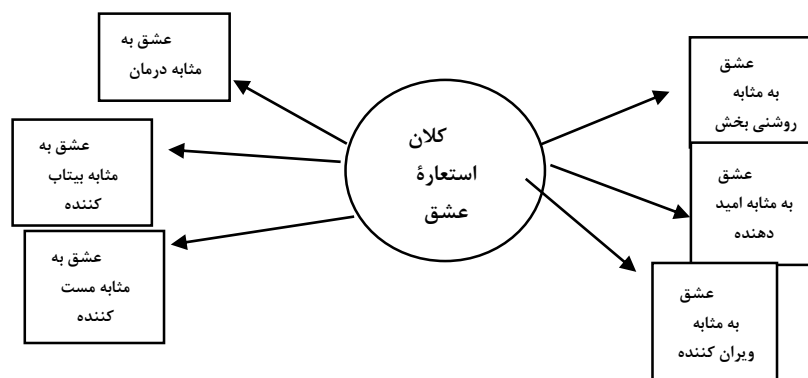 کلان
استعارهٔ
عشق
عشق
به مثابه
روشنی بخش
عشق
به مثابه امید
دهنده
عشق
به مثابه
ویران کننده
عشق به
مثابه درمان
عشق به
مثابه بیتاب
کننده
عشق به
مثابه مست
کننده